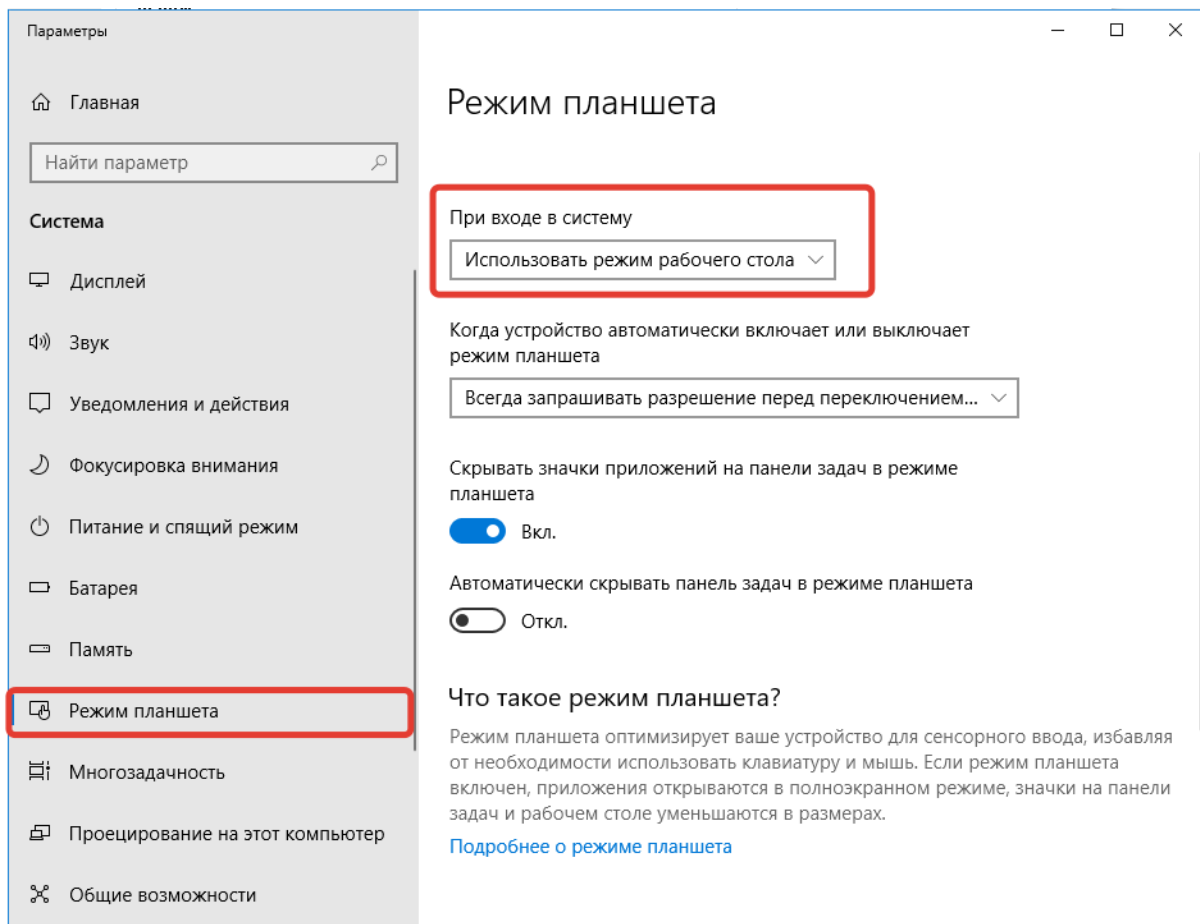 Параметры
Главная
Найти параметр
Система
Дисплей
Звук
Уведомления и действия
Фокусировка внимания
Питание и спящий режим
Батарея
Память
Режим планшета
Многозадачность
Проецирование на этот компьютер
Общие возможности
Режим планшета
При входе в систему
Использовать режим рабочего стола
Когда устройство автоматически включает или выключает
режим планшета
Всегда запрашивать разрешение перед переключением...
Скрывать значки приложений на панели задач в режиме
планшета
Вкл.
Автоматически скрывать панель задач в режиме планшета
Откл.
Что такое режим планшета?
Режим планшета оптимизирует ваше устройство для сенсорного ввода, избавляя
от необходимости использовать клавиатуру и мышь. Если режим планшета
включен, приложения открываются в полноэкранном режиме, значки на панели
задач и рабочем столе уменьшаются в размерах.
Подробнее о режиме планшета